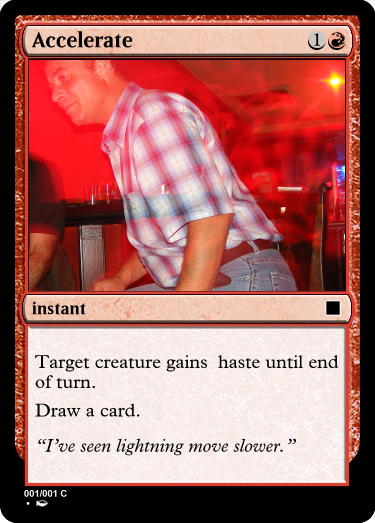 Accelerate 1
instant
Target creature gains  haste until end
of turn.
Draw a card.
“I've seen lightning move slower.”
001/001 C